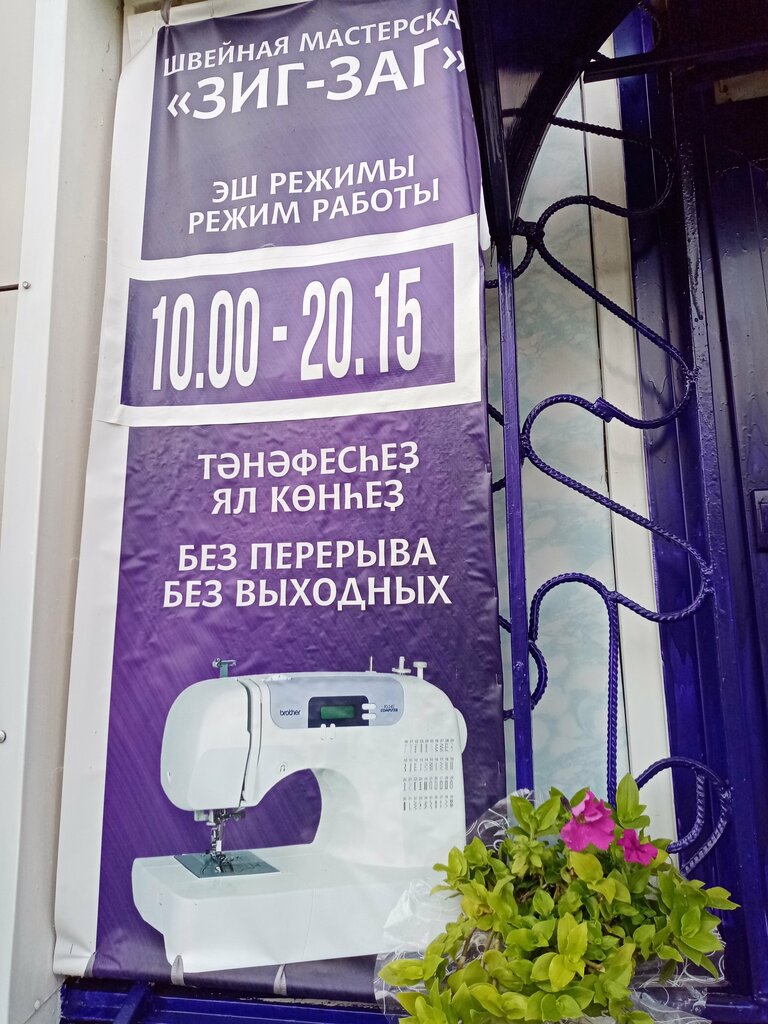 ШВЕЙНАЯ МАСТЕРСКА
«ЗИГ-ЗАГ»
ЭШ РЕЖИМЫ
РЕЖИМ РАБОТЫ
10.00 - 20.15
ТӘНӘФЕСҺЕҘ
ЯЛ КӨНҺЕҘ
БЕЗ ПЕРЕРЫВА
БЕЗ ВЫХОДНЫХ
brother